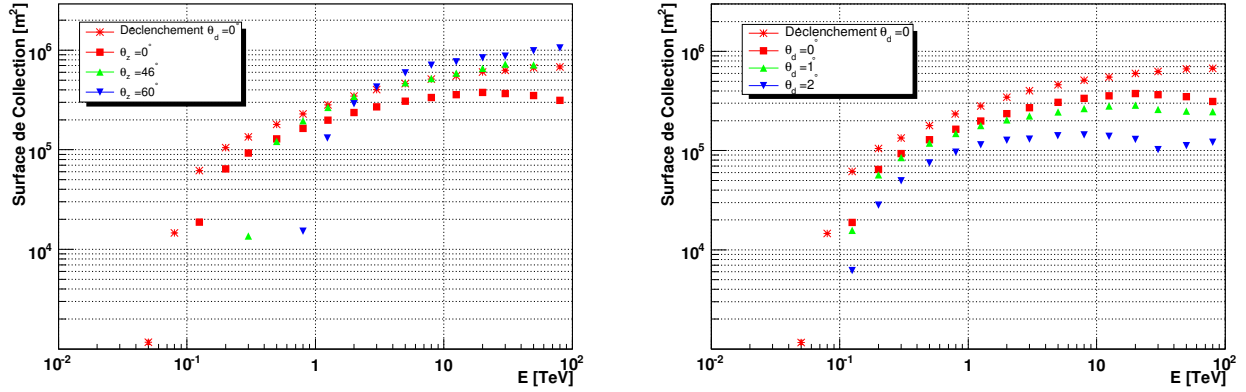 Surface de Collection [m²]
10⁶
10⁵
10⁴
Déclenchement θd =0°
θz =0°
θz =46°
θz =60°
10⁻²
10⁻¹
1
10
10²
E [TeV]
Surface de Collection [m²]
10⁶
10⁵
10⁴
Déclenchement θd =0°
θd =0°
θd =1°
θd =2°
10⁻²
10⁻¹
1
10
10²
E [TeV]